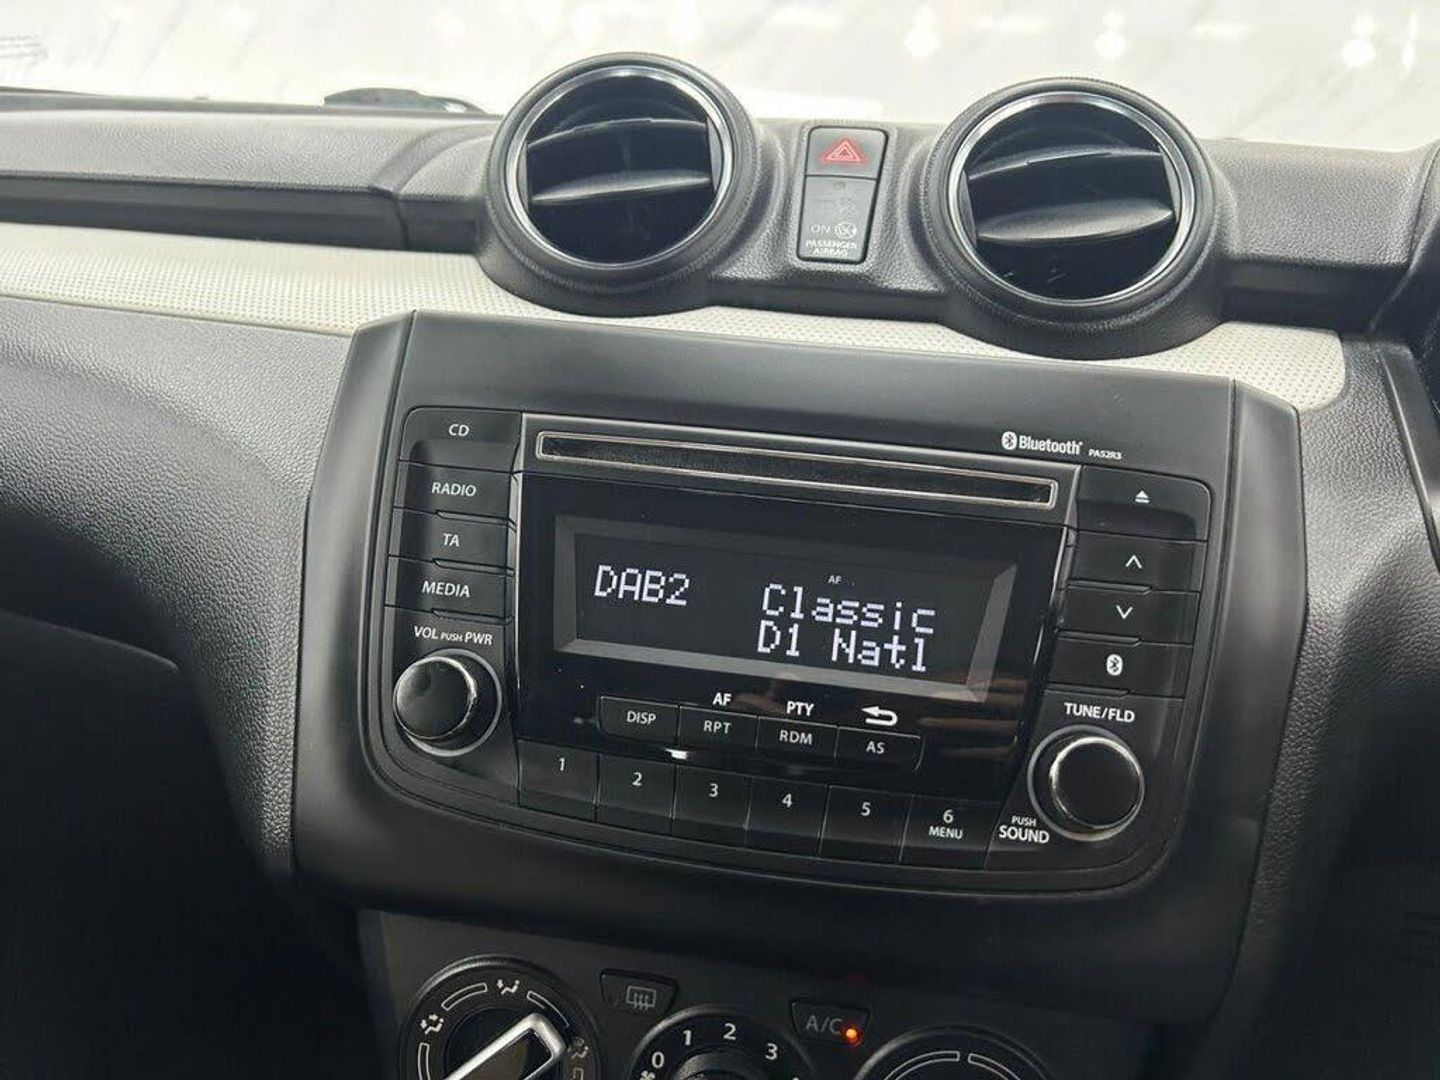 ON
PASSENGER
AIRBAG
Bluetooth® PA52R3
CD
RADIO
TA
MEDIA
VOL PUSH PWR
AF
DAB2 Classic
D1 Natl
AF PTY
DISP RPT RDM AS
1 2 3 4 5 6
MENU
TUNE/FLD
PUSH
SOUND
A/C
0 1 2 3